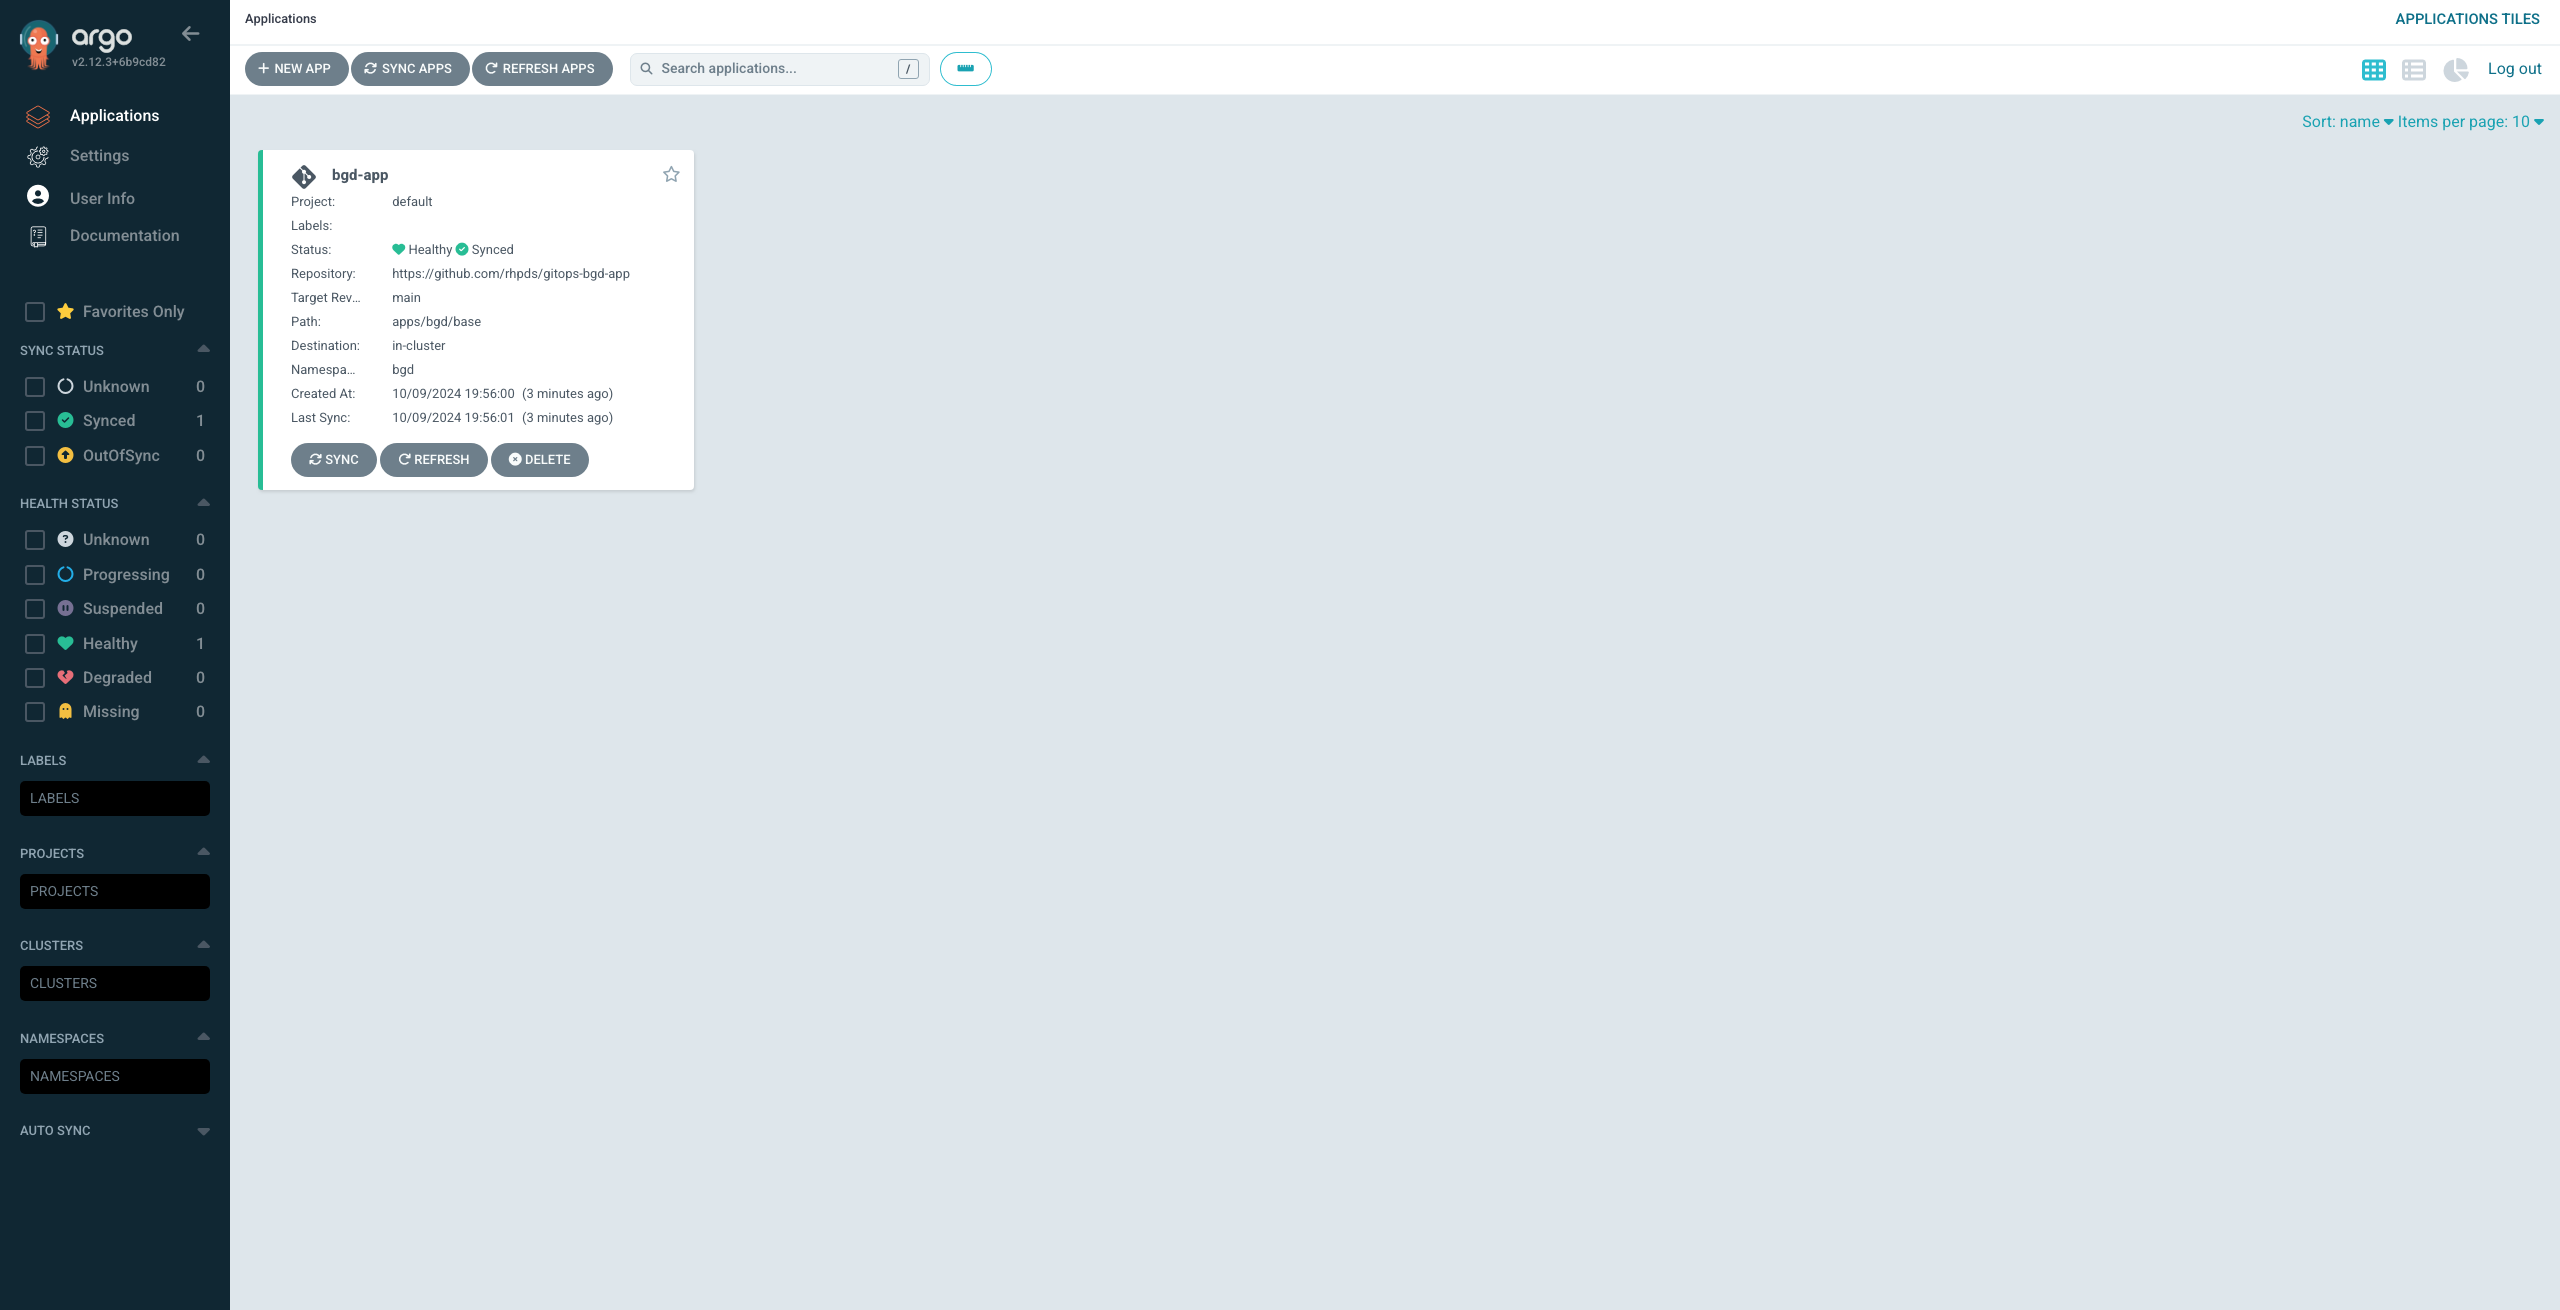 argo
v2.12.3+6b9cd82
Applications
Settings
User Info
Documentation
Favorites Only
SYNC STATUS
Unknown 0
Synced 1
OutOfSync 0
HEALTH STATUS
Unknown 0
Progressing 0
Suspended 0
Healthy 1
Degraded 0
Missing 0
LABELS
LABELS
PROJECTS
PROJECTS
CLUSTERS
CLUSTERS
NAMESPACES
NAMESPACES
AUTO SYNC
Applications APPLICATIONS TILES
NEW APP SYNC APPS REFRESH APPS Search applications... / Log out
Sort: name Items per page: 10
bgd-app
Project: default
Labels:
Status: Healthy Synced
Repository: https://github.com/rhpds/gitops-bgd-app
Target Rev... main
Path: apps/bgd/base
Destination: in-cluster
Namespa... bgd
Created At: 10/09/2024 19:56:00 (3 minutes ago)
Last Sync: 10/09/2024 19:56:01 (3 minutes ago)
SYNC REFRESH DELETE